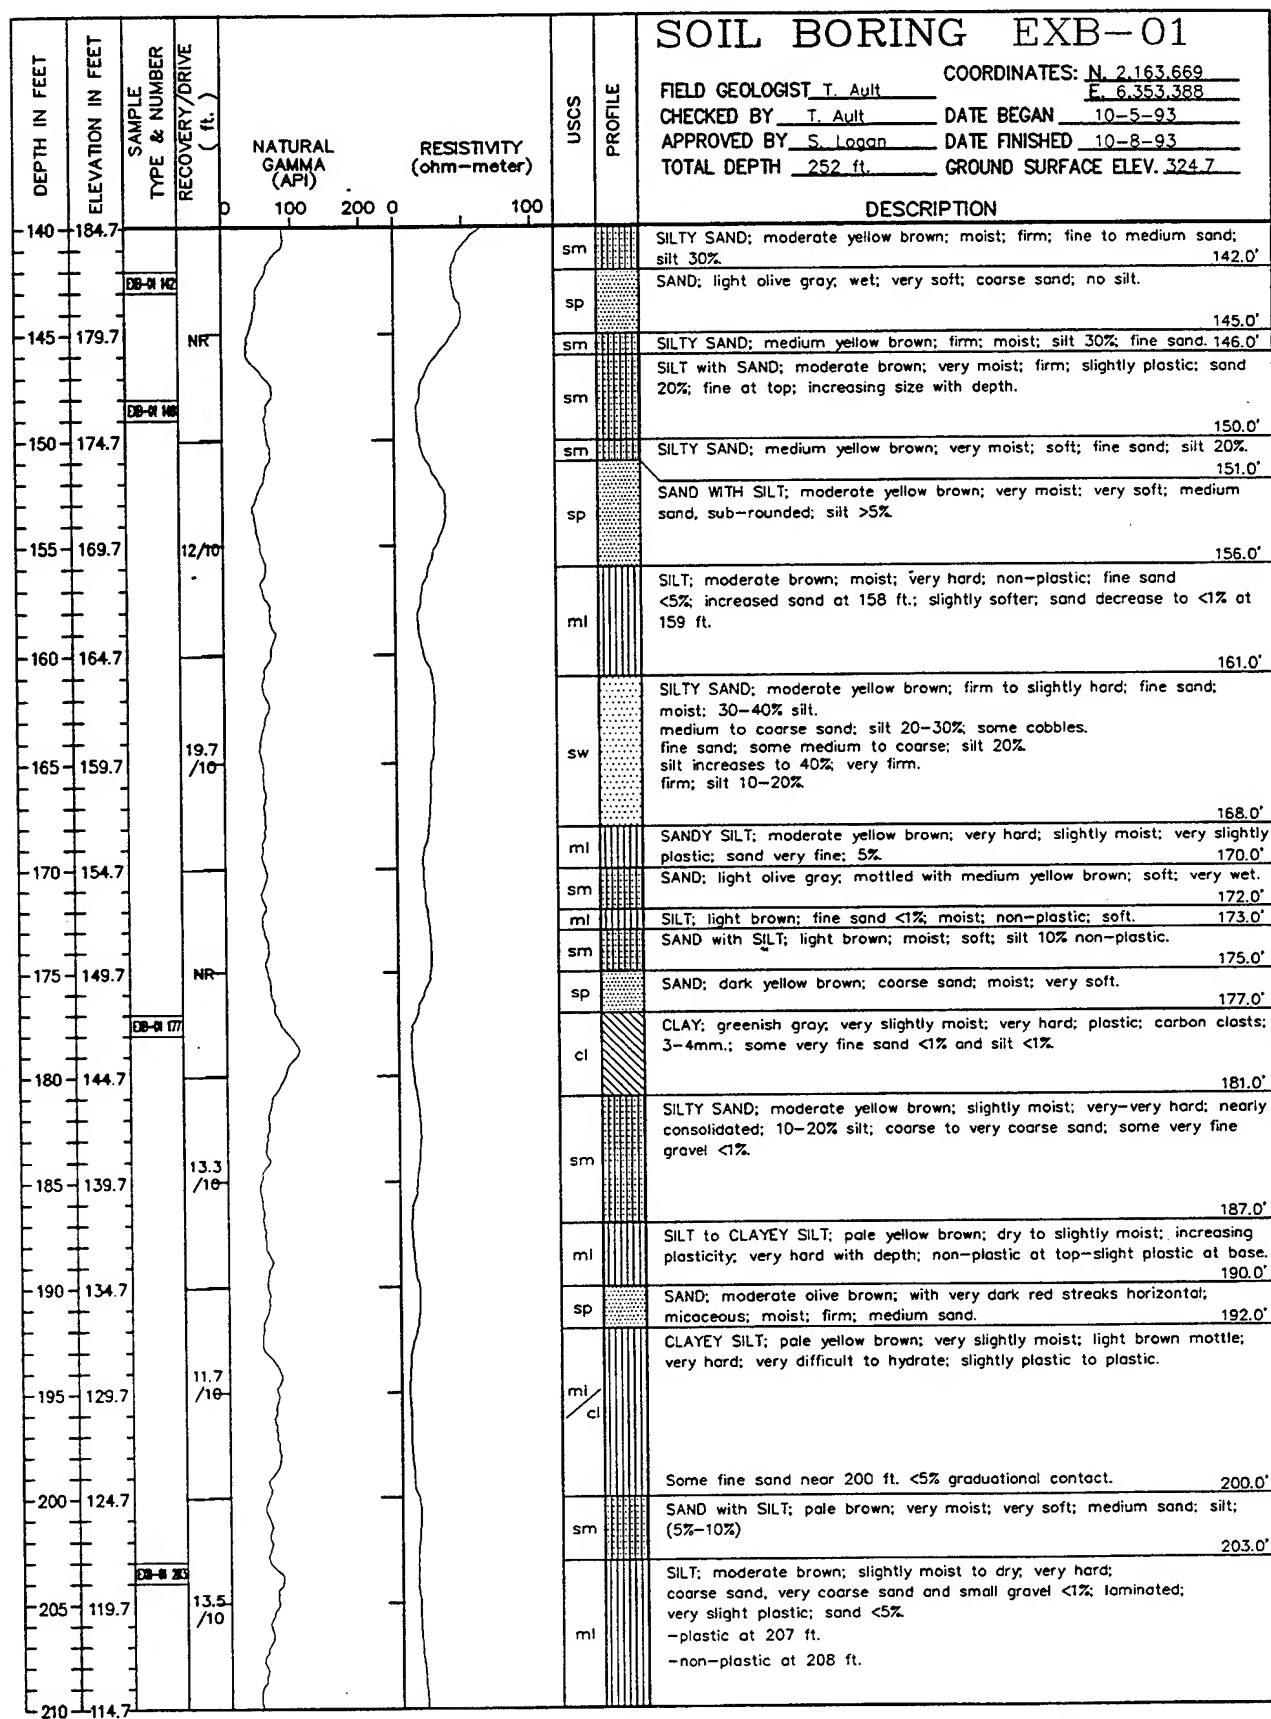 SOIL BORING EXB-01
COORDINATES: N. 2,163,669
E. 6,353,388
FIELD GEOLOGIST T. Ault
CHECKED BY T. Ault DATE BEGAN 10-5-93
APPROVED BY S. Logan DATE FINISHED 10-8-93
TOTAL DEPTH 252 ft. GROUND SURFACE ELEV. 324.7
DEPTH IN FEET
ELEVATION IN FEET
SAMPLE
TYPE & NUMBER
RECOVERY/DRIVE
(ft.)
NATURAL
GAMMA
(API)
RESISTIVITY
(ohm-meter)
USCS
PROFILE
DESCRIPTION
0 100 200 0 100
140 184.7
sm SILTY SAND; moderate yellow brown; moist; firm; fine to medium sand;
silt 30%. 142.0'
EXB-01 142
sp SAND; light olive gray; wet; very soft; coarse sand; no silt.
145.0'
145 179.7 NR
sm SILTY SAND; medium yellow brown; firm; moist; silt 30%; fine sand. 146.0'
SILT with SAND; moderate brown; very moist; firm; slightly plastic; sand
sm 20%; fine at top; increasing size with depth.
EXB-01 148
150.0'
150 174.7
sm SILTY SAND; medium yellow brown; very moist; soft; fine sand; silt 20%.
151.0'
SAND WITH SILT; moderate yellow brown; very moist; very soft; medium
sp sand, sub-rounded; silt >5%.
155 169.7 12/10
156.0'
SILT; moderate brown; moist; very hard; non-plastic; fine sand
ml <5%; increased sand at 158 ft.; slightly softer; sand decrease to <1% at
159 ft.
160 164.7
161.0'
SILTY SAND; moderate yellow brown; firm to slightly hard; fine sand;
moist; 30-40% silt.
medium to coarse sand; silt 20-30%; some cobbles.
sw fine sand; some medium to coarse; silt 20%.
silt increases to 40%; very firm.
firm; silt 10-20%.
165 159.7 19.7
/10
168.0'
ml SANDY SILT; moderate yellow brown; very hard; slightly moist; very slightly
plastic; sand very fine; 5%. 170.0'
170 154.7
sm SAND; light olive gray; mottled with medium yellow brown; soft; very wet.
172.0'
ml SILT; light brown; fine sand <1%; moist; non-plastic; soft. 173.0'
sm SAND with SILT; light brown; moist; soft; silt 10% non-plastic.
175.0'
175 149.7 NR
sp SAND; dark yellow brown; coarse sand; moist; very soft.
177.0'
EXB-01 177
cl CLAY; greenish gray; very slightly moist; very hard; plastic; carbon clasts;
3-4mm.; some very fine sand <1% and silt <1%.
180 144.7
181.0'
SILTY SAND; moderate yellow brown; slightly moist; very-very hard; nearly
consolidated; 10-20% silt; coarse to very coarse sand; some very fine
sm gravel <1%.
185 139.7 13.3
/10
187.0'
SILT to CLAYEY SILT; pale yellow brown; dry to slightly moist; increasing
ml plasticity; very hard with depth; non-plastic at top-slight plastic at base.
190.0'
190 134.7
sp SAND; moderate olive brown; with very dark red streaks horizontal;
micaceous; moist; firm; medium sand. 192.0'
CLAYEY SILT; pale yellow brown; very slightly moist; light brown mottle;
very hard; very difficult to hydrate; slightly plastic to plastic.
ml/cl
195 129.7 11.7
/10
Some fine sand near 200 ft. <5% graduational contact. 200.0'
200 124.7
SAND with SILT; pale brown; very moist; very soft; medium sand; silt;
sm (5%-10%)
203.0'
EXB-01 203
SILT; moderate brown; slightly moist to dry; very hard;
coarse sand, very coarse sand and small gravel <1%; laminated;
very slight plastic; sand <5%.
205 119.7 13.5
/10
ml -plastic at 207 ft.
-non-plastic at 208 ft.
210 114.7